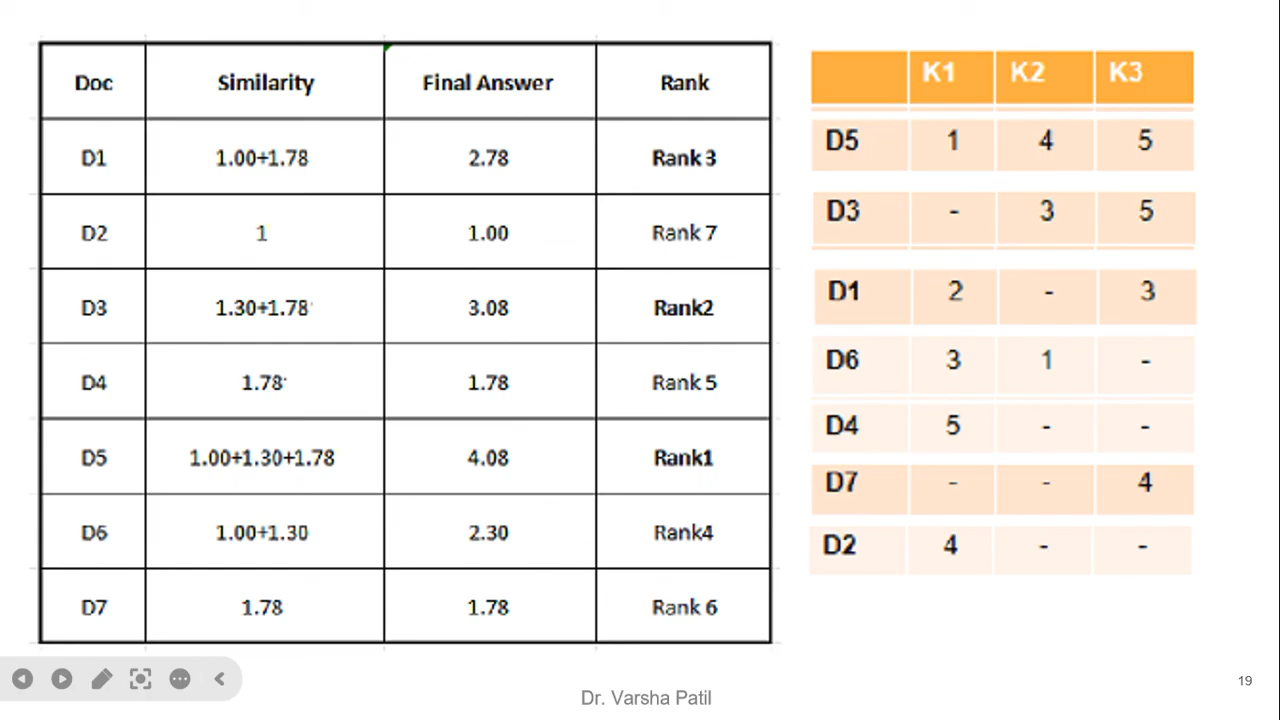 Doc Similarity Final Answer Rank
D1 1.00+1.78 2.78 Rank 3
D2 1 1.00 Rank 7
D3 1.30+1.78 3.08 Rank2
D4 1.78 1.78 Rank 5
D5 1.00+1.30+1.78 4.08 Rank1
D6 1.00+1.30 2.30 Rank4
D7 1.78 1.78 Rank 6
K1 K2 K3
D5 1 4 5
D3 - 3 5
D1 2 - 3
D6 3 1 -
D4 5 - -
D7 - - 4
D2 4 - -
Dr. Varsha Patil
19